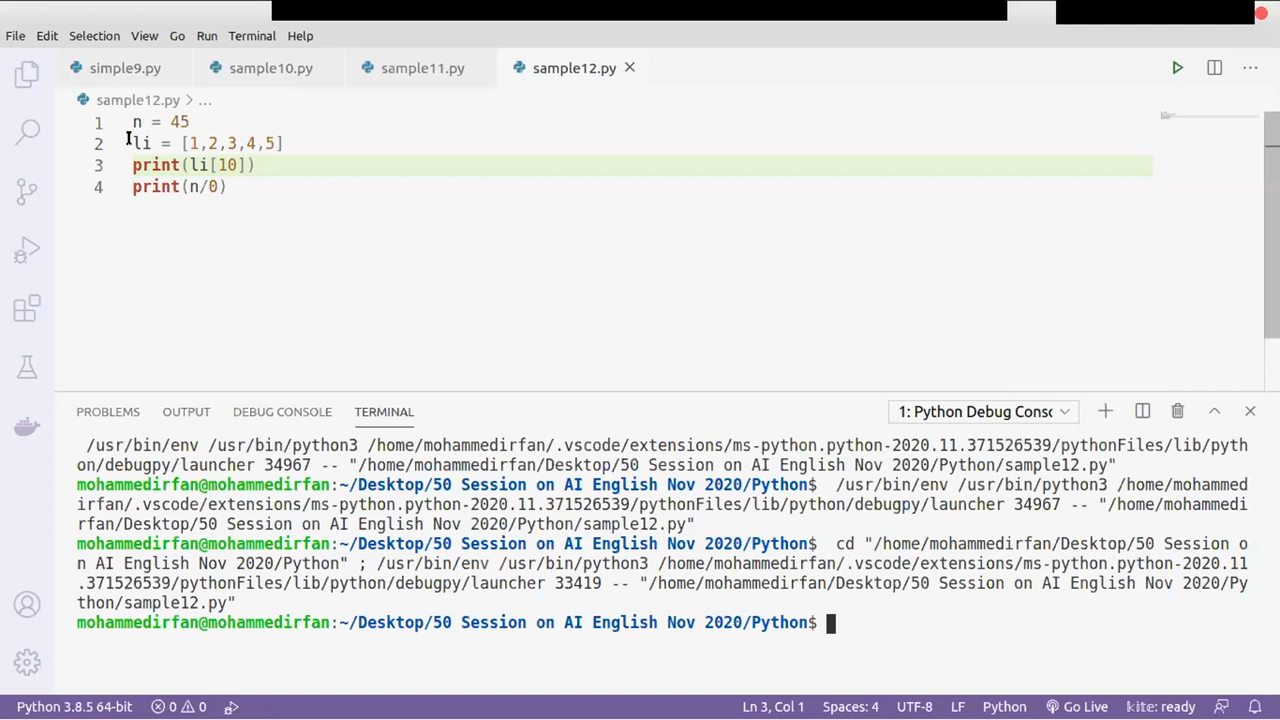 File Edit Selection View Go Run Terminal Help
simple9.py sample10.py sample11.py sample12.py
sample12.py > ...
1 n = 45
2 li = [1,2,3,4,5]
3 print(li[10])
4 print(n/0)
PROBLEMS OUTPUT DEBUG CONSOLE TERMINAL 1: Python Debug Consc
/usr/bin/env /usr/bin/python3 /home/mohammedirfan/.vscode/extensions/ms-python.python-2020.11.371526539/pythonFiles/lib/pyth
on/debugpy/launcher 34967 -- "/home/mohammedirfan/Desktop/50 Session on AI English Nov 2020/Python/sample12.py"
mohammedirfan@mohammedirfan:~/Desktop/50 Session on AI English Nov 2020/Python$ /usr/bin/env /usr/bin/python3 /home/mohammed
irfan/.vscode/extensions/ms-python.python-2020.11.371526539/pythonFiles/lib/python/debugpy/launcher 34967 -- "/home/mohammedi
rfan/Desktop/50 Session on AI English Nov 2020/Python/sample12.py"
mohammedirfan@mohammedirfan:~/Desktop/50 Session on AI English Nov 2020/Python$ cd "/home/mohammedirfan/Desktop/50 Session o
n AI English Nov 2020/Python" ; /usr/bin/env /usr/bin/python3 /home/mohammedirfan/.vscode/extensions/ms-python.python-2020.11
.371526539/pythonFiles/lib/python/debugpy/launcher 33419 -- "/home/mohammedirfan/Desktop/50 Session on AI English Nov 2020/Py
thon/sample12.py"
mohammedirfan@mohammedirfan:~/Desktop/50 Session on AI English Nov 2020/Python$
Python 3.8.5 64-bit 0 0 Ln 3, Col 1 Spaces: 4 UTF-8 LF Python Go Live kite: ready